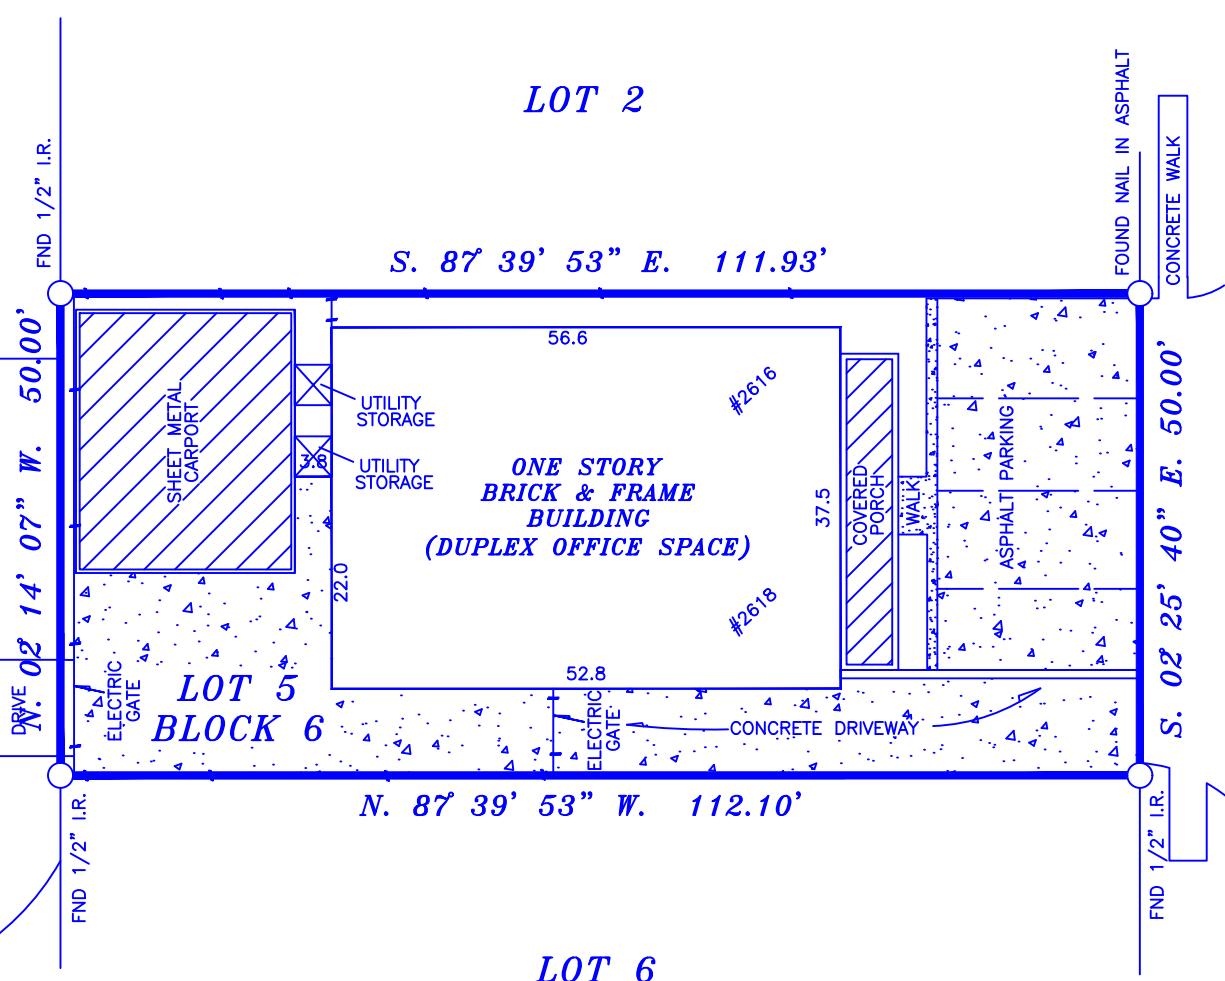 LOT 2
FND 1/2" I.R.
FOUND NAIL IN ASPHALT
CONCRETE WALK
S. 87° 39' 53" E. 111.93'
N. 02° 14' 07" W. 50.00'
S. 02° 25' 40" E. 50.00'
56.6
#2616
UTILITY
STORAGE
SHEET METAL
CARPORT
3.8
UTILITY
STORAGE
ONE STORY
BRICK & FRAME
BUILDING
(DUPLEX OFFICE SPACE)
37.5
COVERED
PORCH
WALK
ASPHALT PARKING
22.0
#2618
52.8
DRIVE
ELECTRIC
GATE
LOT 5
BLOCK 6
ELECTRIC
GATE
CONCRETE DRIVEWAY
N. 87° 39' 53" W. 112.10'
FND 1/2" I.R.
FND 1/2" I.R.
LOT 6